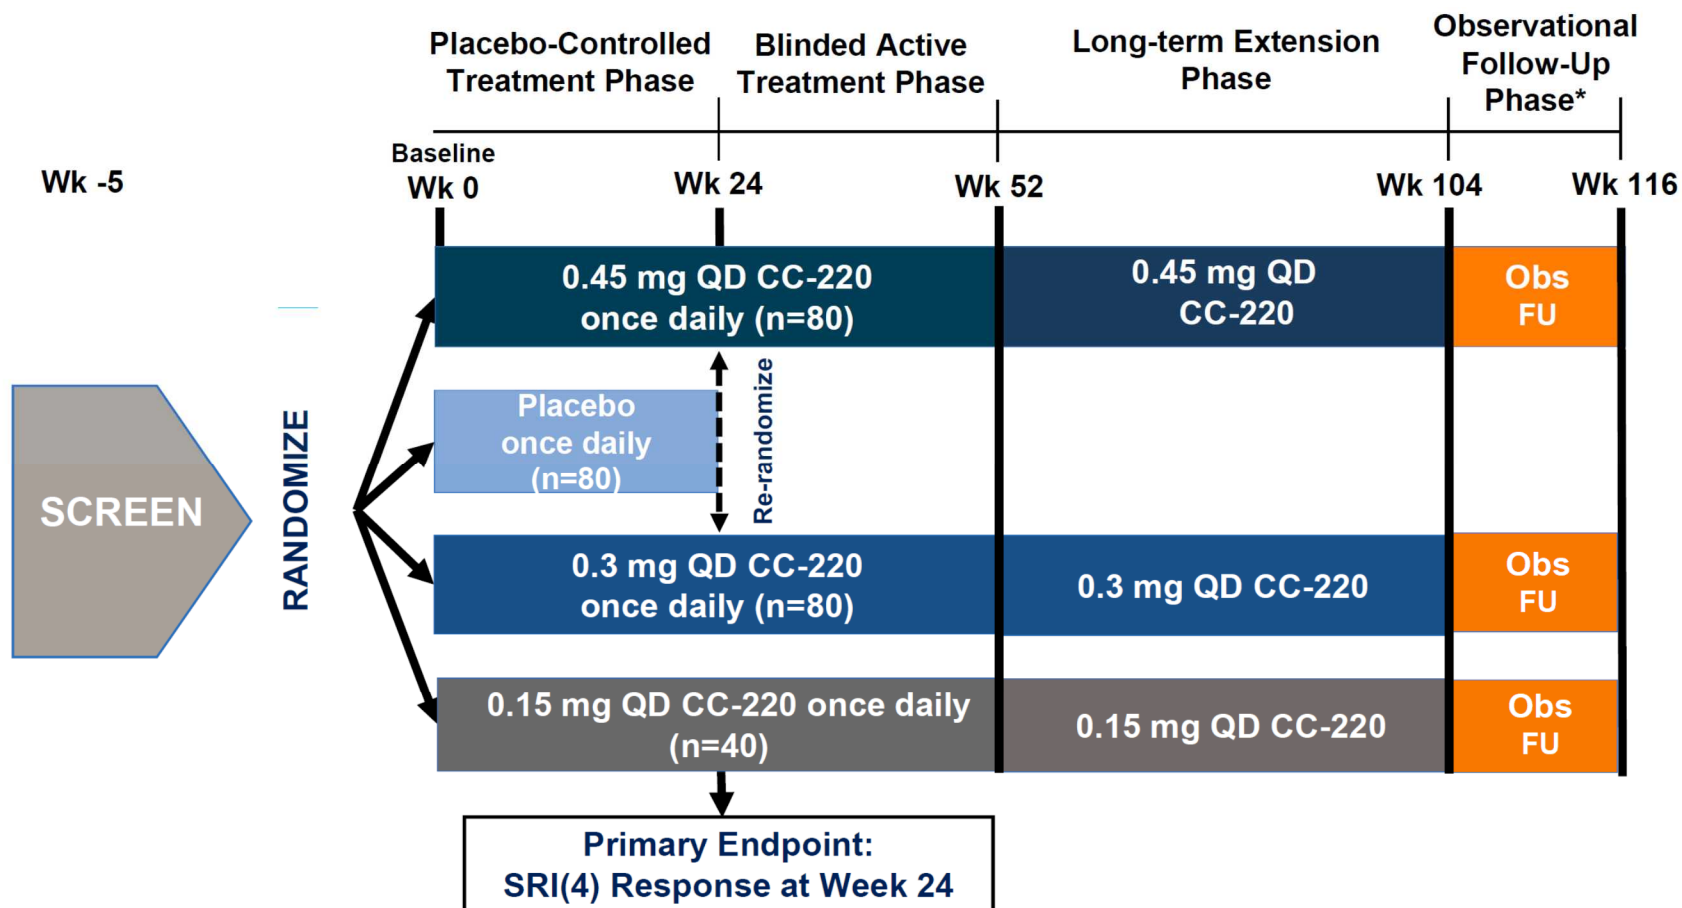 Placebo-Controlled
Treatment Phase
Blinded Active
Treatment Phase
Long-term Extension
Phase
Observational
Follow-Up
Phase*
Wk -5
Baseline
Wk 0
Wk 24
Wk 52
Wk 104
Wk 116
SCREEN
RANDOMIZE
0.45 mg QD CC-220
once daily (n=80)
0.45 mg QD
CC-220
Obs
FU
Placebo
once daily
(n=80)
Re-randomize
0.3 mg QD CC-220
once daily (n=80)
0.3 mg QD CC-220
Obs
FU
0.15 mg QD CC-220 once daily
(n=40)
0.15 mg QD CC-220
Obs
FU
Primary Endpoint:
SRI(4) Response at Week 24